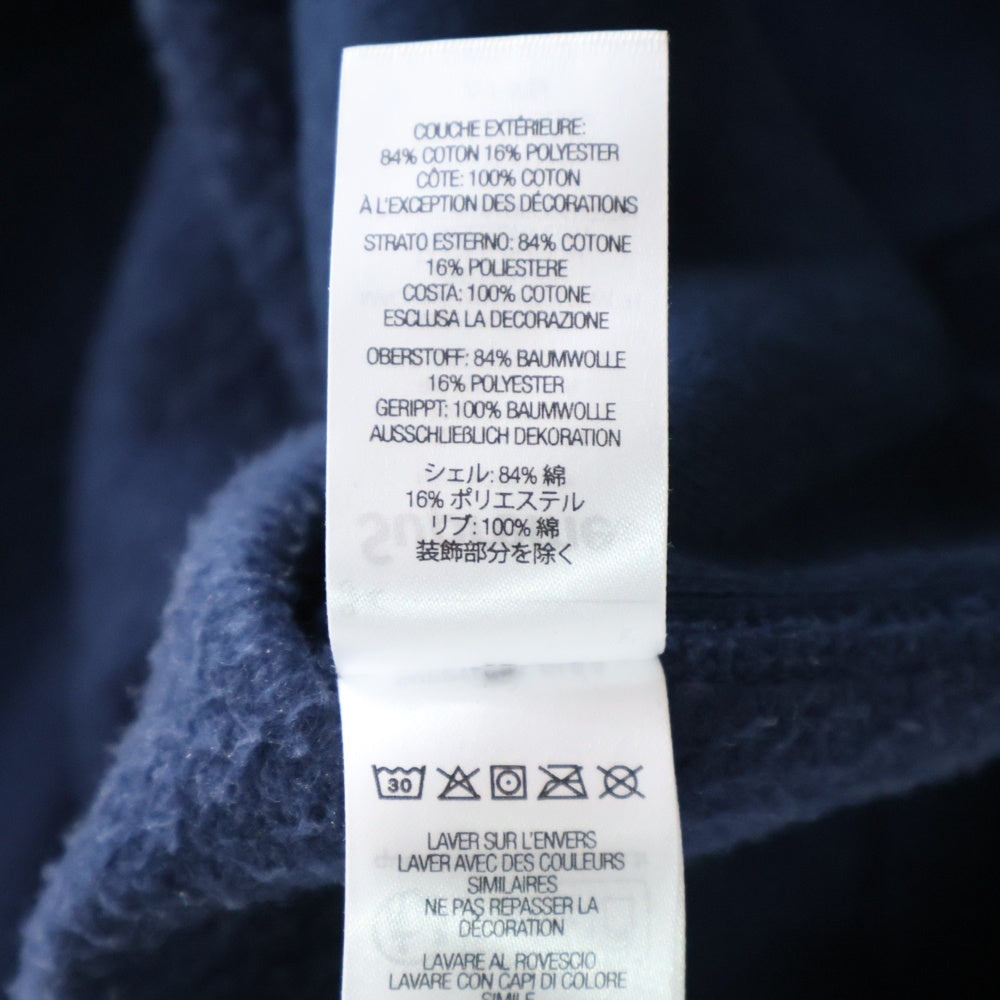 COUCHE EXTÉRIEURE:
84% COTON 16% POLYESTER
CÔTE: 100% COTON
À L'EXCEPTION DES DÉCORATIONS
STRATO ESTERNO: 84% COTONE
16% POLIESTERE
COSTA: 100% COTONE
ESCLUSA LA DECORAZIONE
OBERSTOFF: 84% BAUMWOLLE
16% POLYESTER
GERIPPT: 100% BAUMWOLLE
AUSSCHLIEßLICH DEKORATION
シェル: 84% 綿
16% ポリエステル
リブ: 100% 綿
装飾部分を除く
30
LAVER SUR L'ENVERS
LAVER AVEC DES COULEURS
SIMILAIRES
NE PAS REPASSER LA
DÉCORATION
LAVARE AL ROVESCIO
LAVARE CON CAPI DI COLORE
SIMILE